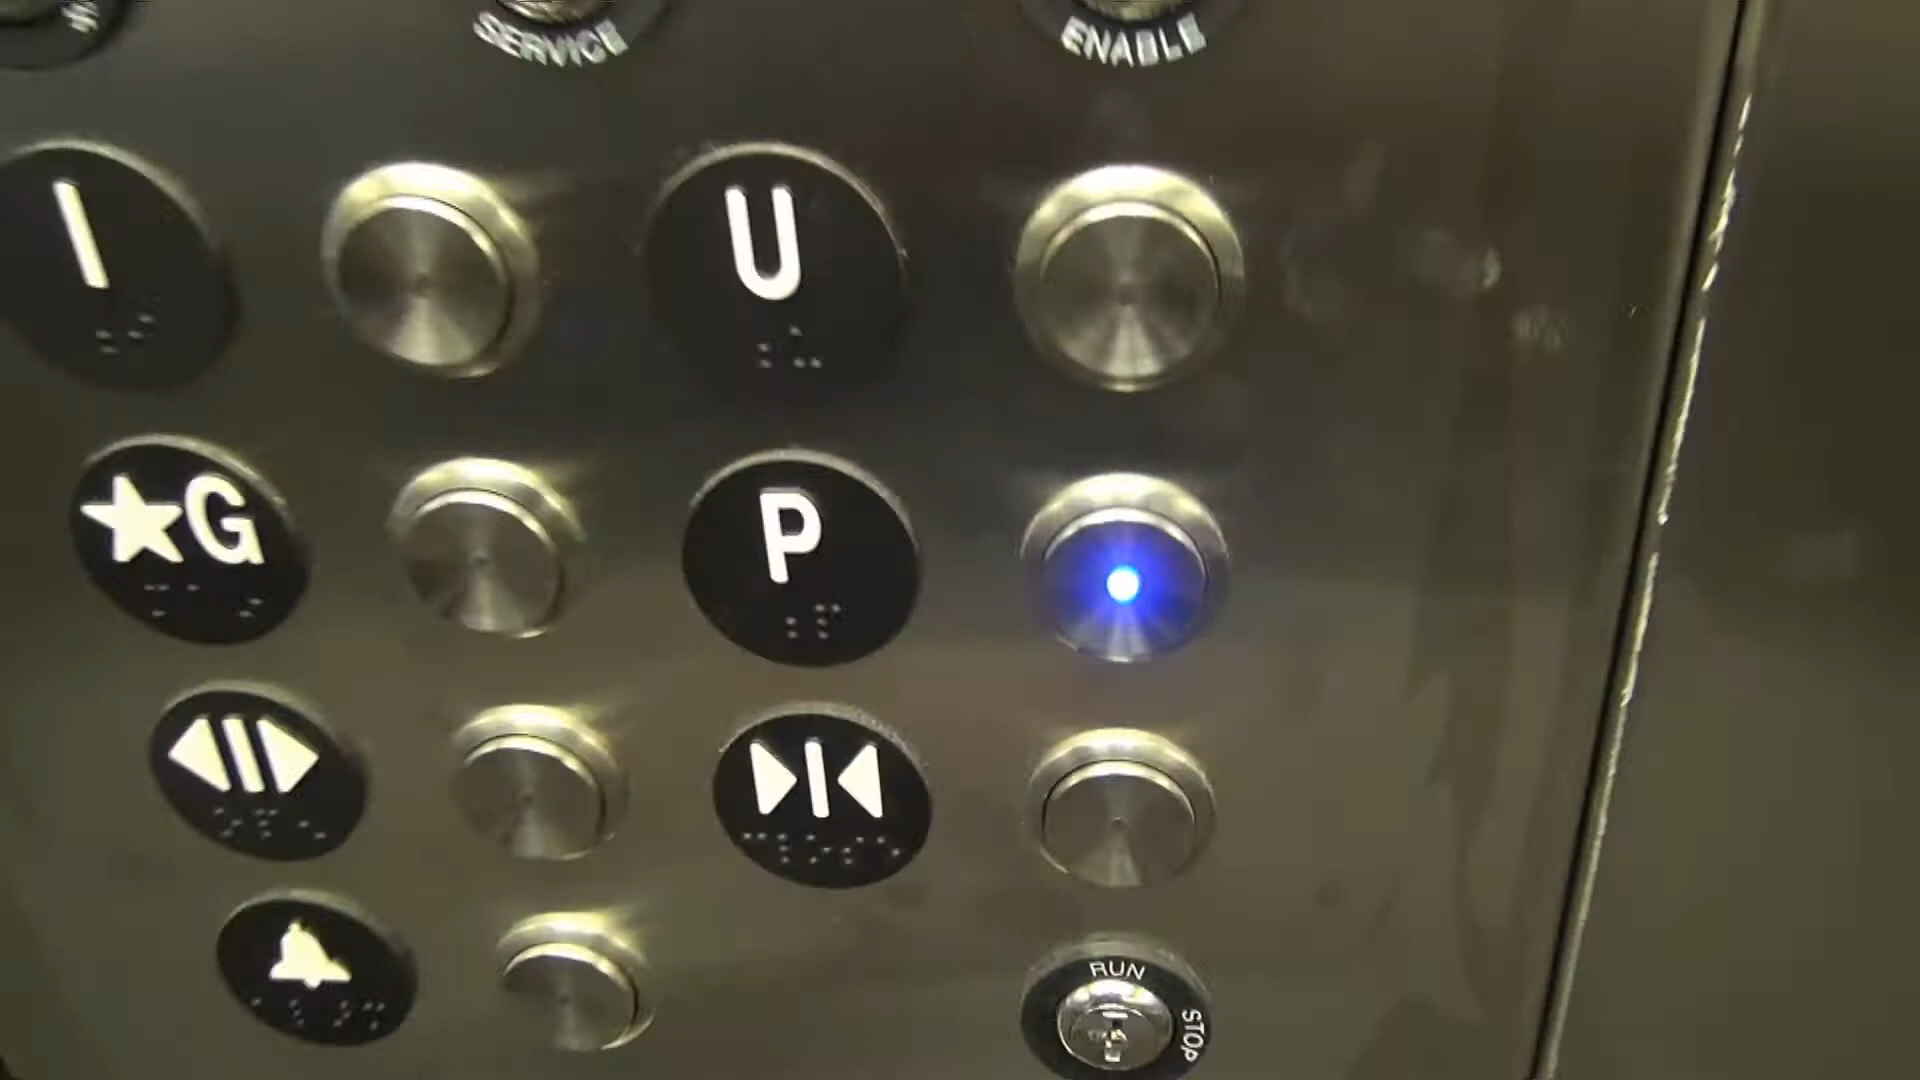 SERVICE
ENABLE
I
U
★G
P
RUN
STOP